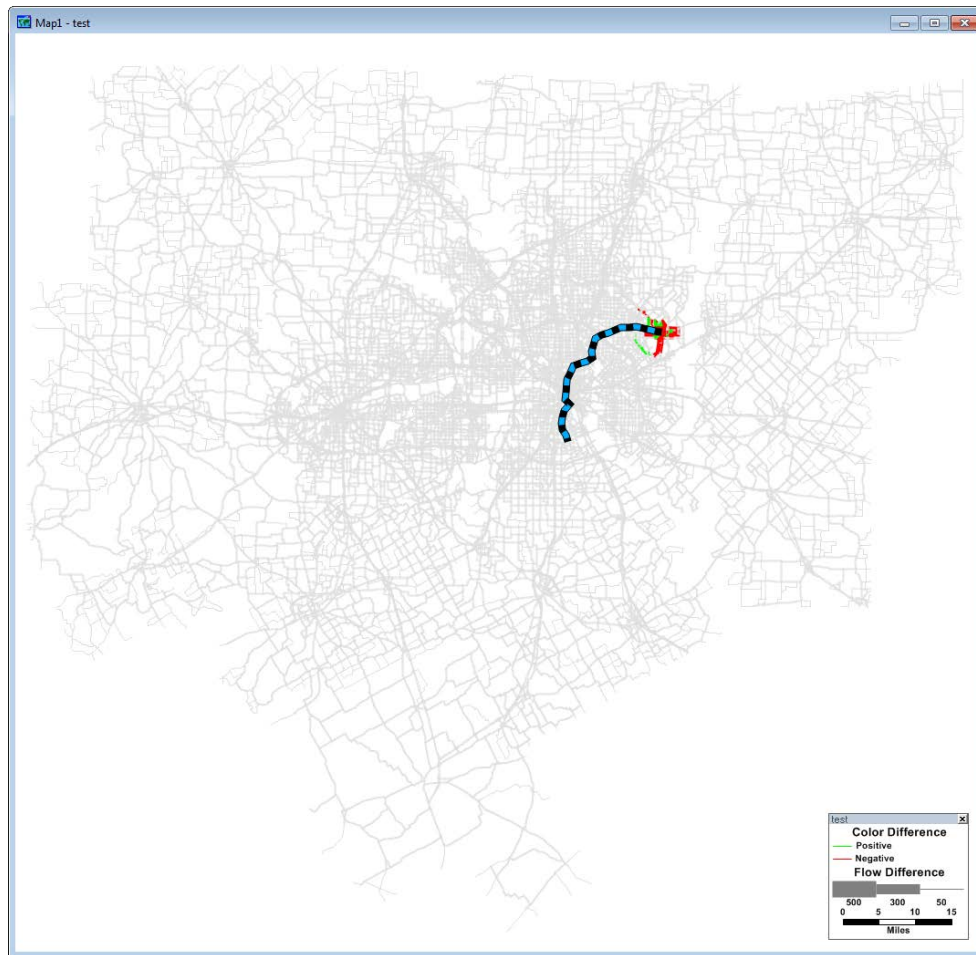 Map1 - test
test
Color Difference
Positive
Negative
Flow Difference
500 300 50
0 5 10 15
Miles